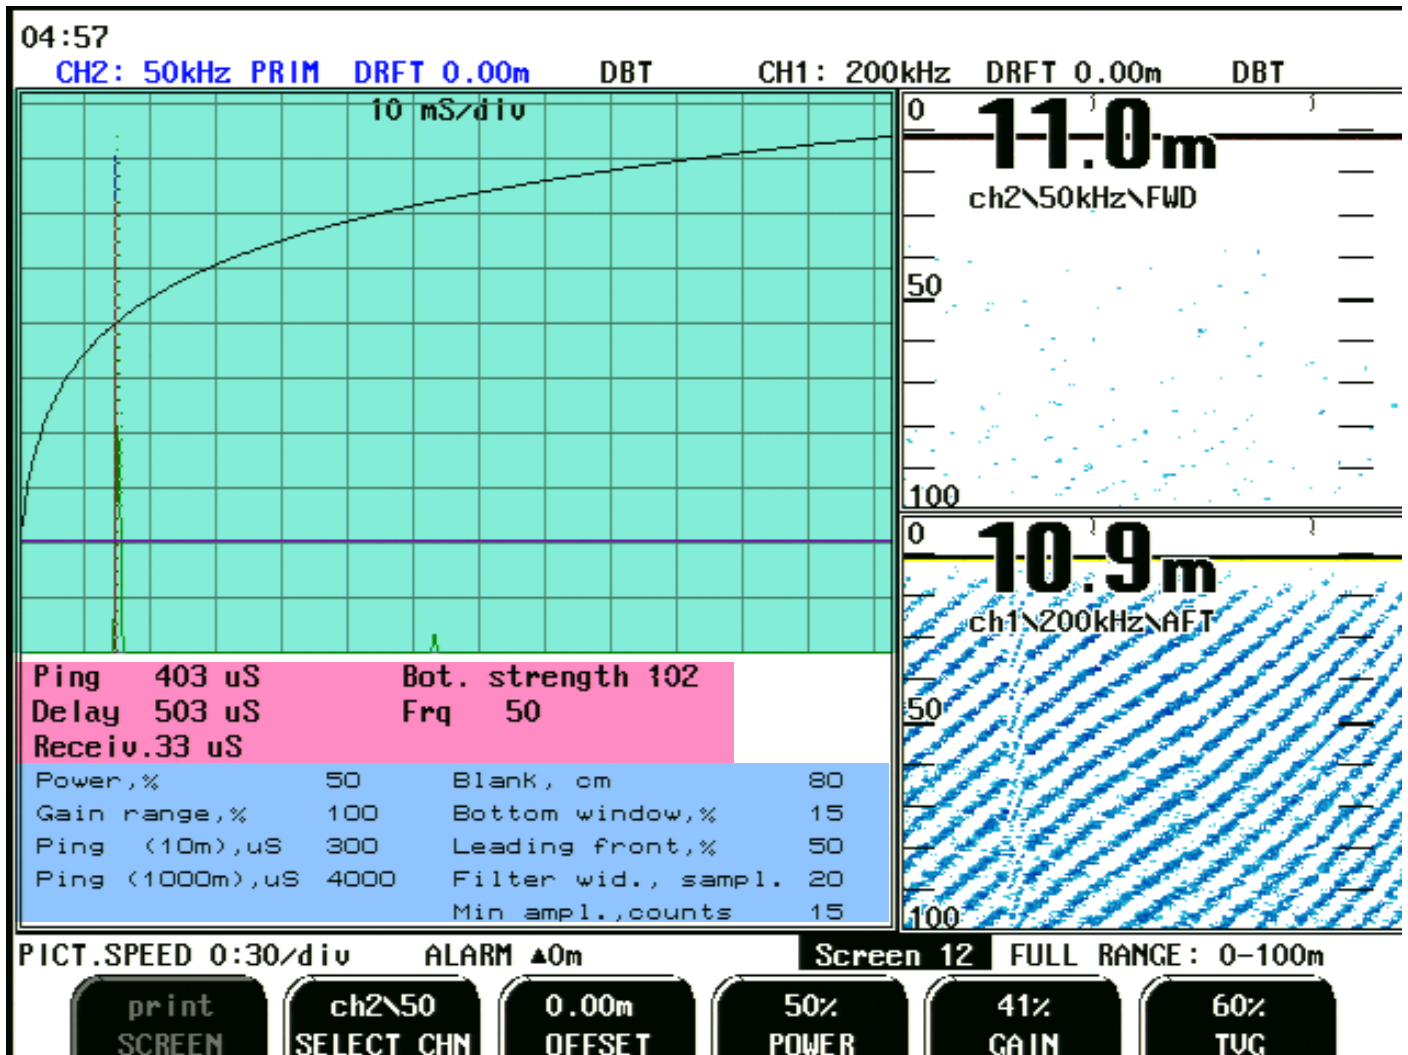 04:57
CH2: 50kHz PRIM DRFT 0.00m DBT CH1: 200kHz DRFT 0.00m DBT
10 mS/div
0
11.0m
ch2\50kHz\FWD
50
100
0
10.9m
ch1\200kHz\AFT
50
100
Ping 403 uS Bot. strength 102
Delay 503 uS Frq 50
Receiv.33 uS
Power,% 50 Blank, cm 80
Gain range,% 100 Bottom window,% 15
Ping (10m),uS 300 Leading front,% 50
Ping (1000m),uS 4000 Filter wid., sampl. 20
Min ampl.,counts 15
PICT.SPEED 0:30/div ALARM ▲0m Screen 12 FULL RANGE: 0-100m
print ch2\50 0.00m 50% 41% 60%
SCREEN SELECT CHN OFFSET POWER GAIN TVG